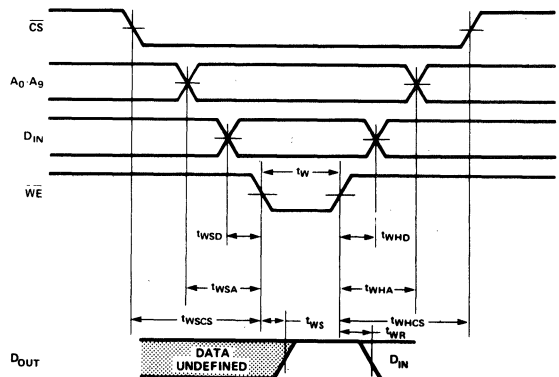 CS
A0-A9
DIN
tW
WE
tWSD
tWHD
tWSA
tWHA
tWSCS
tWS
tWHCS
tWR
DOUT
DATA
UNDEFINED
DIN